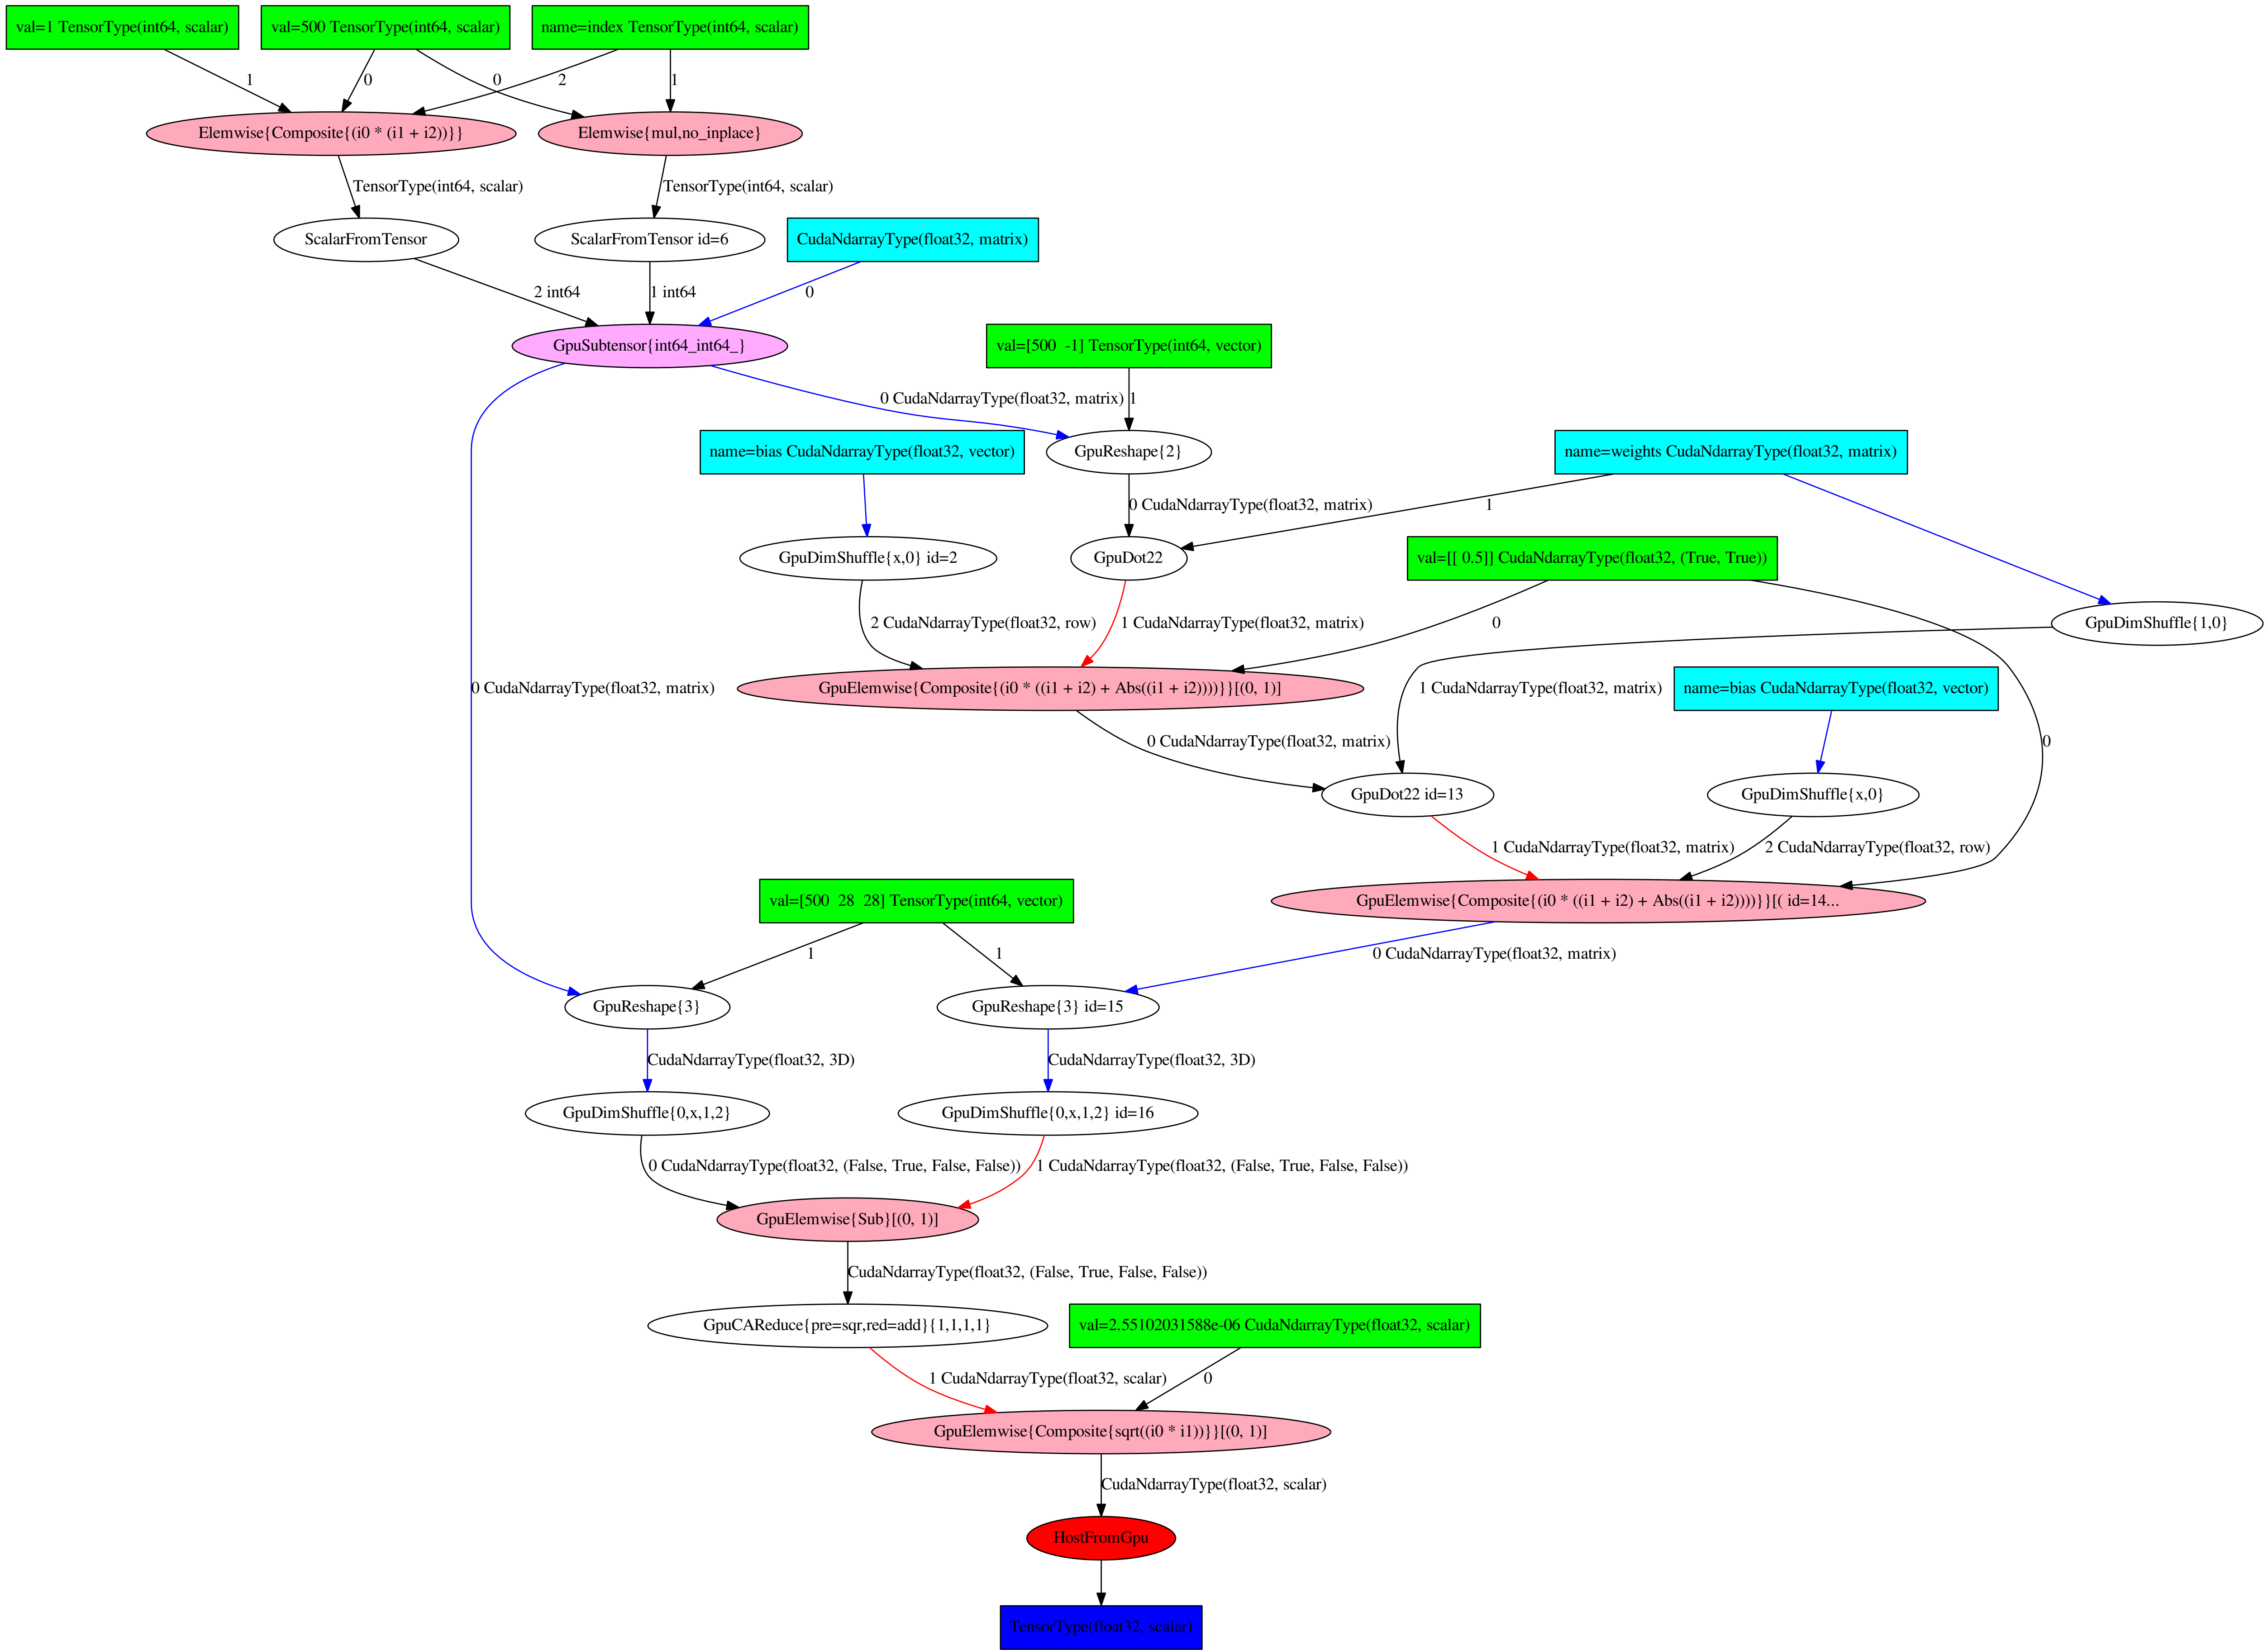 val=1 TensorType(int64, scalar)
val=500 TensorType(int64, scalar)
name=index TensorType(int64, scalar)
1
0
0
2
1
Elemwise{Composite{(i0 * (i1 + i2))}}
Elemwise{mul,no_inplace}
TensorType(int64, scalar)
TensorType(int64, scalar)
ScalarFromTensor
ScalarFromTensor id=6
CudaNdarrayType(float32, matrix)
2 int64
1 int64
0
GpuSubtensor{int64_int64_}
val=[500  -1] TensorType(int64, vector)
0 CudaNdarrayType(float32, matrix)
1
name=bias CudaNdarrayType(float32, vector)
GpuReshape{2}
name=weights CudaNdarrayType(float32, matrix)
0 CudaNdarrayType(float32, matrix)
1
GpuDimShuffle{x,0} id=2
GpuDot22
val=[[ 0.5]] CudaNdarrayType(float32, (True, True))
2 CudaNdarrayType(float32, row)
1 CudaNdarrayType(float32, matrix)
0
GpuDimShuffle{1,0}
0 CudaNdarrayType(float32, matrix)
GpuElemwise{Composite{(i0 * ((i1 + i2) + Abs((i1 + i2))))}}[(0, 1)]
1 CudaNdarrayType(float32, matrix)
name=bias CudaNdarrayType(float32, vector)
0 CudaNdarrayType(float32, matrix)
0
GpuDot22 id=13
GpuDimShuffle{x,0}
1 CudaNdarrayType(float32, matrix)
2 CudaNdarrayType(float32, row)
val=[500  28  28] TensorType(int64, vector)
GpuElemwise{Composite{(i0 * ((i1 + i2) + Abs((i1 + i2))))}}[( id=14...
1
1
0 CudaNdarrayType(float32, matrix)
GpuReshape{3}
GpuReshape{3} id=15
CudaNdarrayType(float32, 3D)
CudaNdarrayType(float32, 3D)
GpuDimShuffle{0,x,1,2}
GpuDimShuffle{0,x,1,2} id=16
0 CudaNdarrayType(float32, (False, True, False, False))
1 CudaNdarrayType(float32, (False, True, False, False))
GpuElemwise{Sub}[(0, 1)]
CudaNdarrayType(float32, (False, True, False, False))
GpuCAReduce{pre=sqr,red=add}{1,1,1,1}
val=2.55102031588e-06 CudaNdarrayType(float32, scalar)
1 CudaNdarrayType(float32, scalar)
0
GpuElemwise{Composite{sqrt((i0 * i1))}}[(0, 1)]
CudaNdarrayType(float32, scalar)
HostFromGpu
TensorType(float32, scalar)